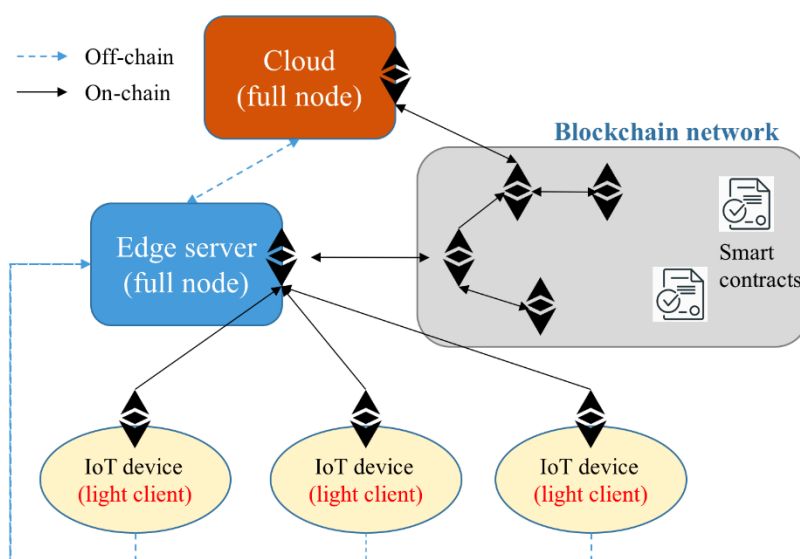 Off-chain
On-chain
Cloud
(full node)
Blockchain network
Edge server
(full node)
Smart
contracts
IoT device
(light client)
IoT device
(light client)
IoT device
(light client)